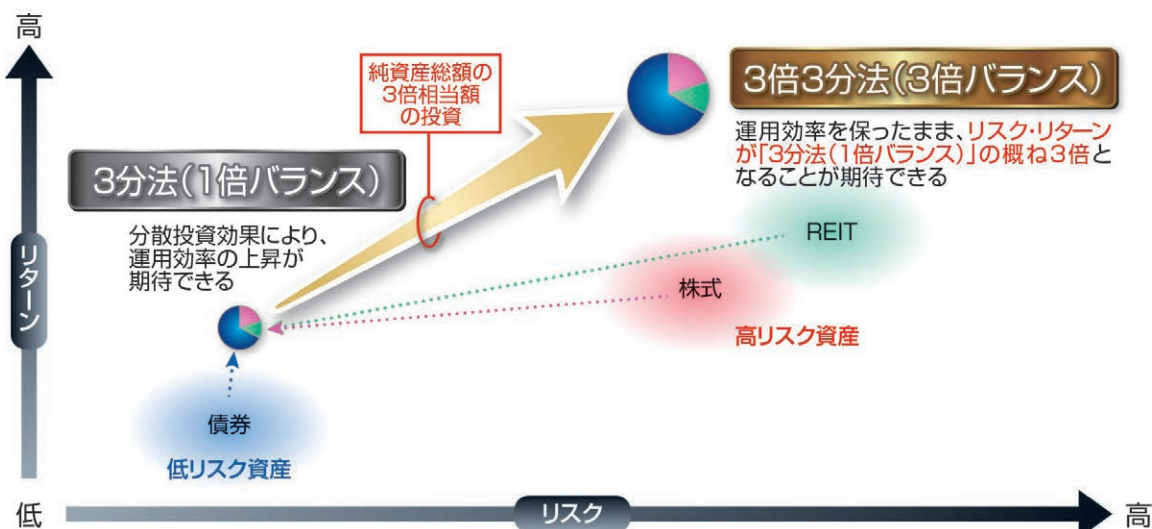 高
純資産総額の
3倍相当額
の投資
3倍3分法(3倍バランス)
運用効率を保ったまま、リスク・リターン
が「3分法(1倍バランス)」の概ね3倍と
なることが期待できる
3分法(1倍バランス)
分散投資効果により、
運用効率の上昇が
期待できる
リターン
REIT
株式
高リスク資産
債券
低リスク資産
低
リスク
高